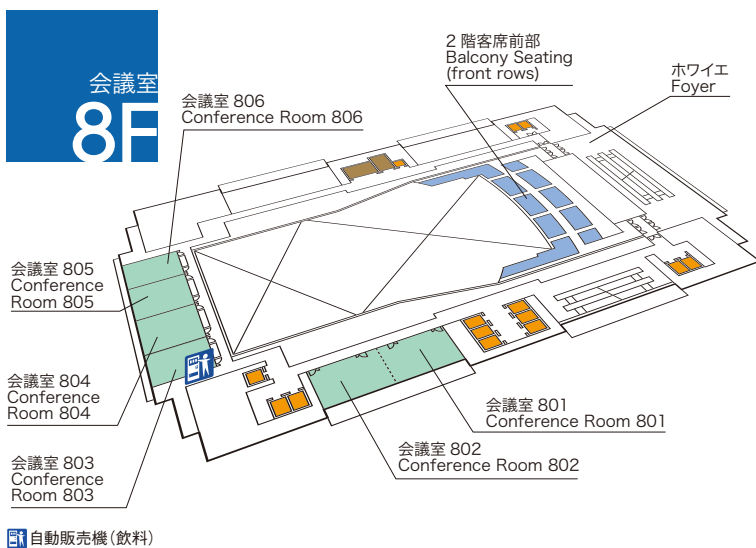 会議室
8F
2 階客席前部
Balcony Seating
(front rows)
ホワイエ
Foyer
会議室 806
Conference Room 806
会議室 805
Conference
Room 805
会議室 804
Conference
Room 804
会議室 803
Conference
Room 803
会議室 801
Conference Room 801
会議室 802
Conference Room 802
自動販売機(飲料)